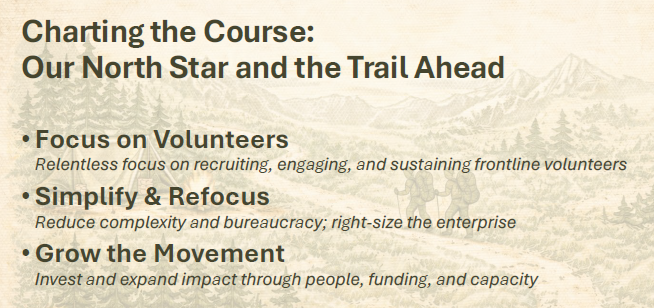 Charting the Course:
Our North Star and the Trail Ahead
• Focus on Volunteers
Relentless focus on recruiting, engaging, and sustaining frontline volunteers
• Simplify & Refocus
Reduce complexity and bureaucracy; right-size the enterprise
• Grow the Movement
Invest and expand impact through people, funding, and capacity